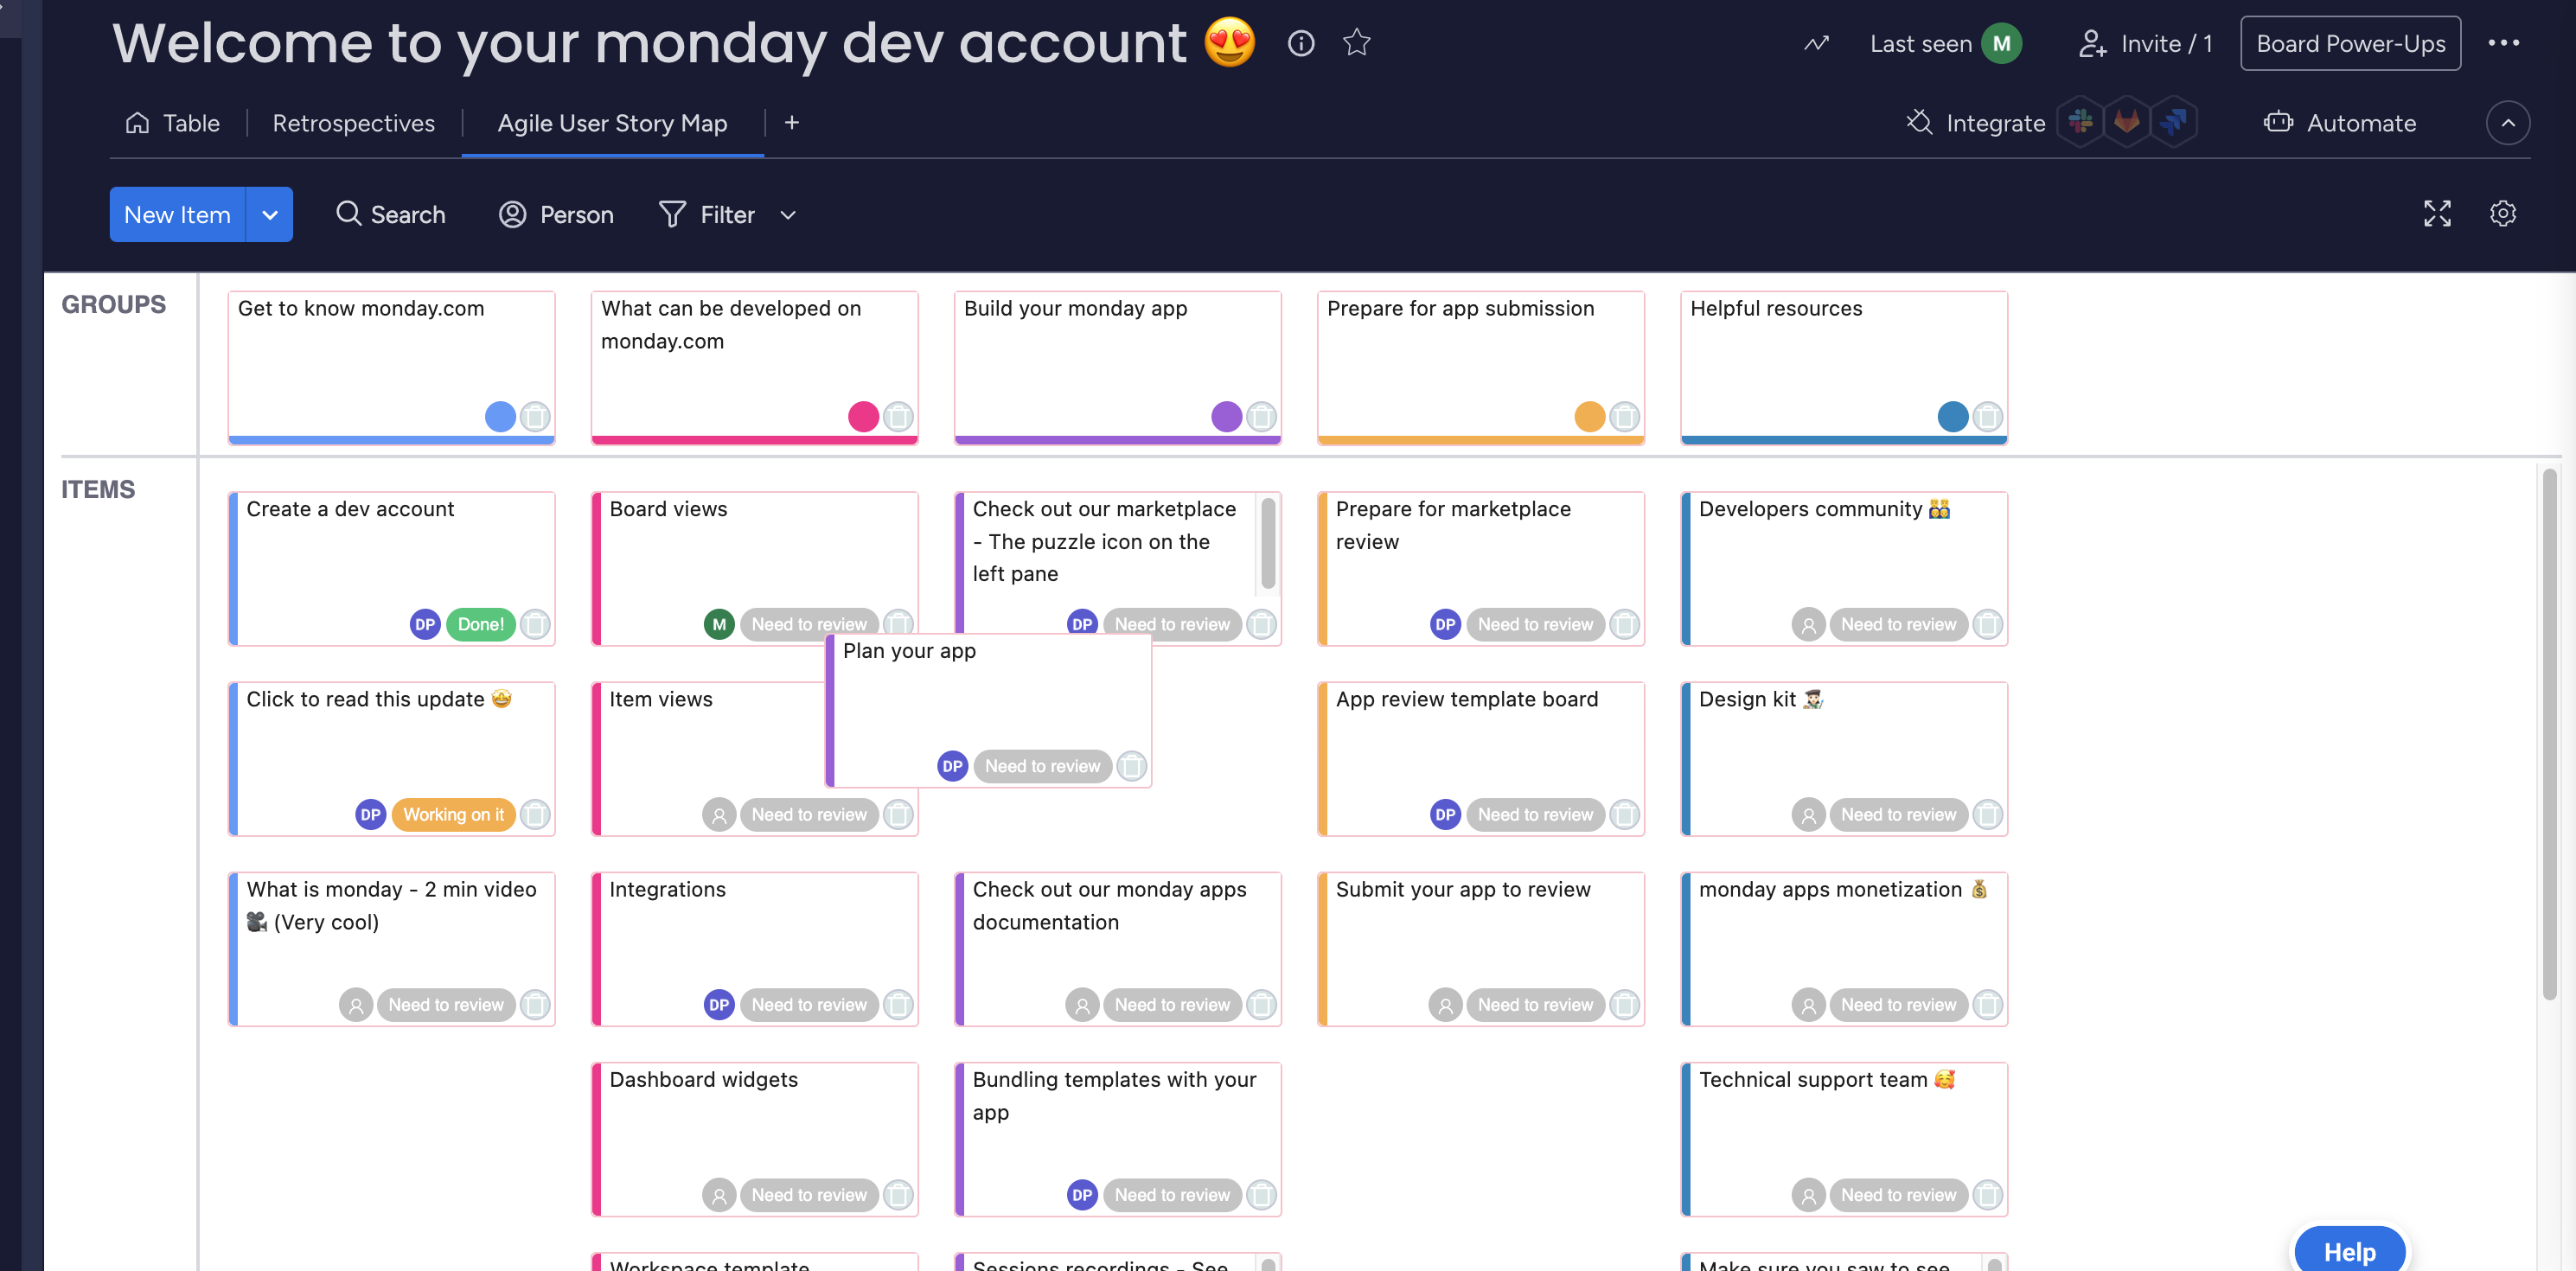 Welcome to your monday dev account 😍
Last seen M
Invite / 1
Board Power-Ups
Table
Retrospectives
Agile User Story Map
+
Integrate
Automate
New Item
Search
Person
Filter
GROUPS
Get to know monday.com
What can be developed on
monday.com
Build your monday app
Prepare for app submission
Helpful resources
ITEMS
Create a dev account
DP Done!
Board views
M Need to review
Check out our marketplace
- The puzzle icon on the
left pane
DP Need to review
Prepare for marketplace
review
DP Need to review
Developers community 👯
Need to review
Plan your app
DP Need to review
Click to read this update 🤩
DP Working on it
Item views
Need to review
App review template board
DP Need to review
Design kit 👩🏻‍🎨
Need to review
What is monday - 2 min video
🎥 (Very cool)
Need to review
Integrations
DP Need to review
Check out our monday apps
documentation
Need to review
Submit your app to review
Need to review
monday apps monetization 💰
Need to review
Dashboard widgets
Need to review
Bundling templates with your
app
DP Need to review
Technical support team 🥰
Need to review
Workspace template
Sessions recordings - See
Make sure you saw to see
Help